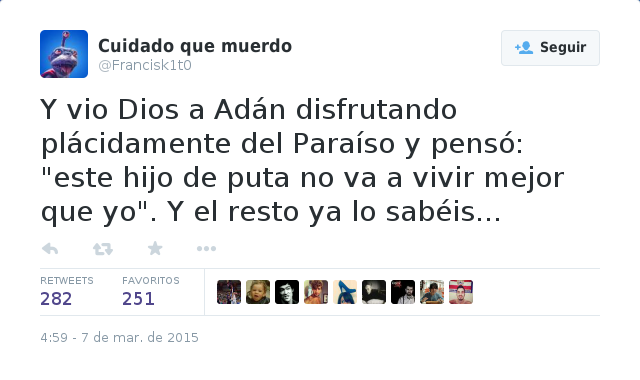 Cuidado que muerdo
@Francisk1t0
Seguir
Y vio Dios a Adán disfrutando
plácidamente del Paraíso y pensó:
"este hijo de puta no va a vivir mejor
que yo". Y el resto ya lo sabéis...
RETWEETS
FAVORITOS
282
251
4:59 - 7 de mar. de 2015